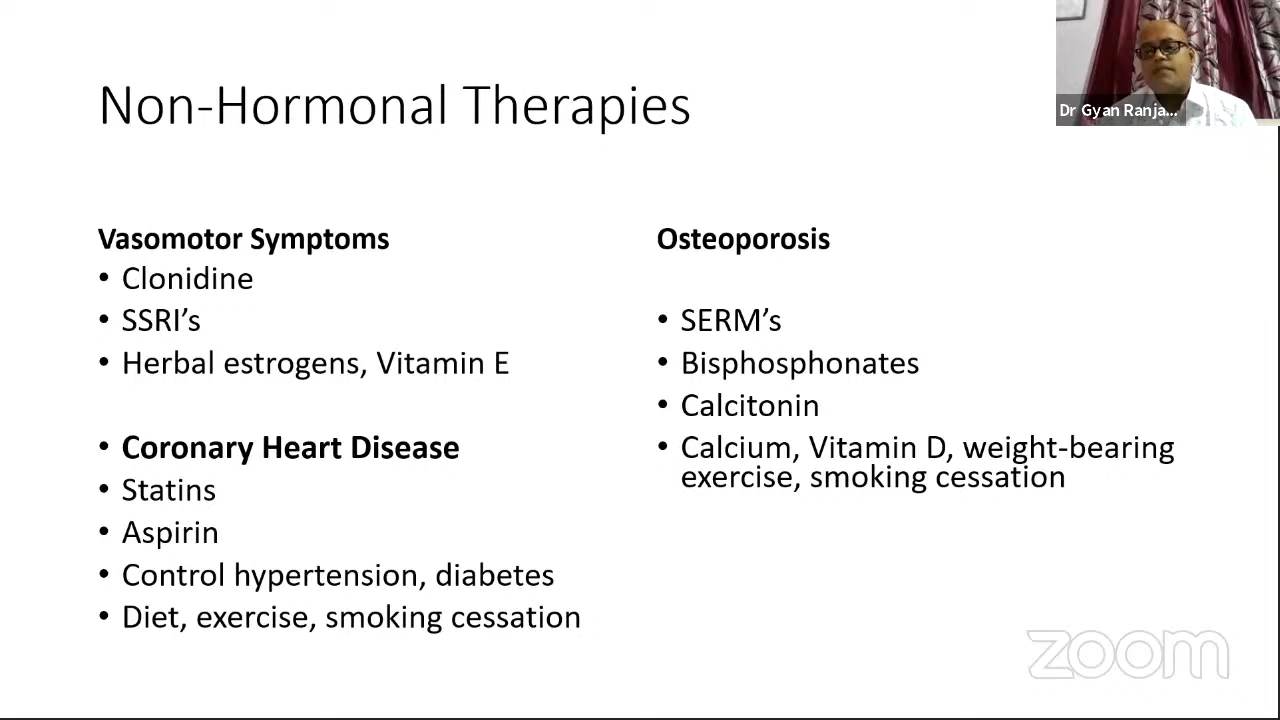 Dr Gyan Ranja...
Non-Hormonal Therapies
Vasomotor Symptoms
• Clonidine
• SSRI’s
• Herbal estrogens, Vitamin E
• Coronary Heart Disease
• Statins
• Aspirin
• Control hypertension, diabetes
• Diet, exercise, smoking cessation
Osteoporosis
• SERM’s
• Bisphosphonates
• Calcitonin
• Calcium, Vitamin D, weight-bearing
exercise, smoking cessation
zoom